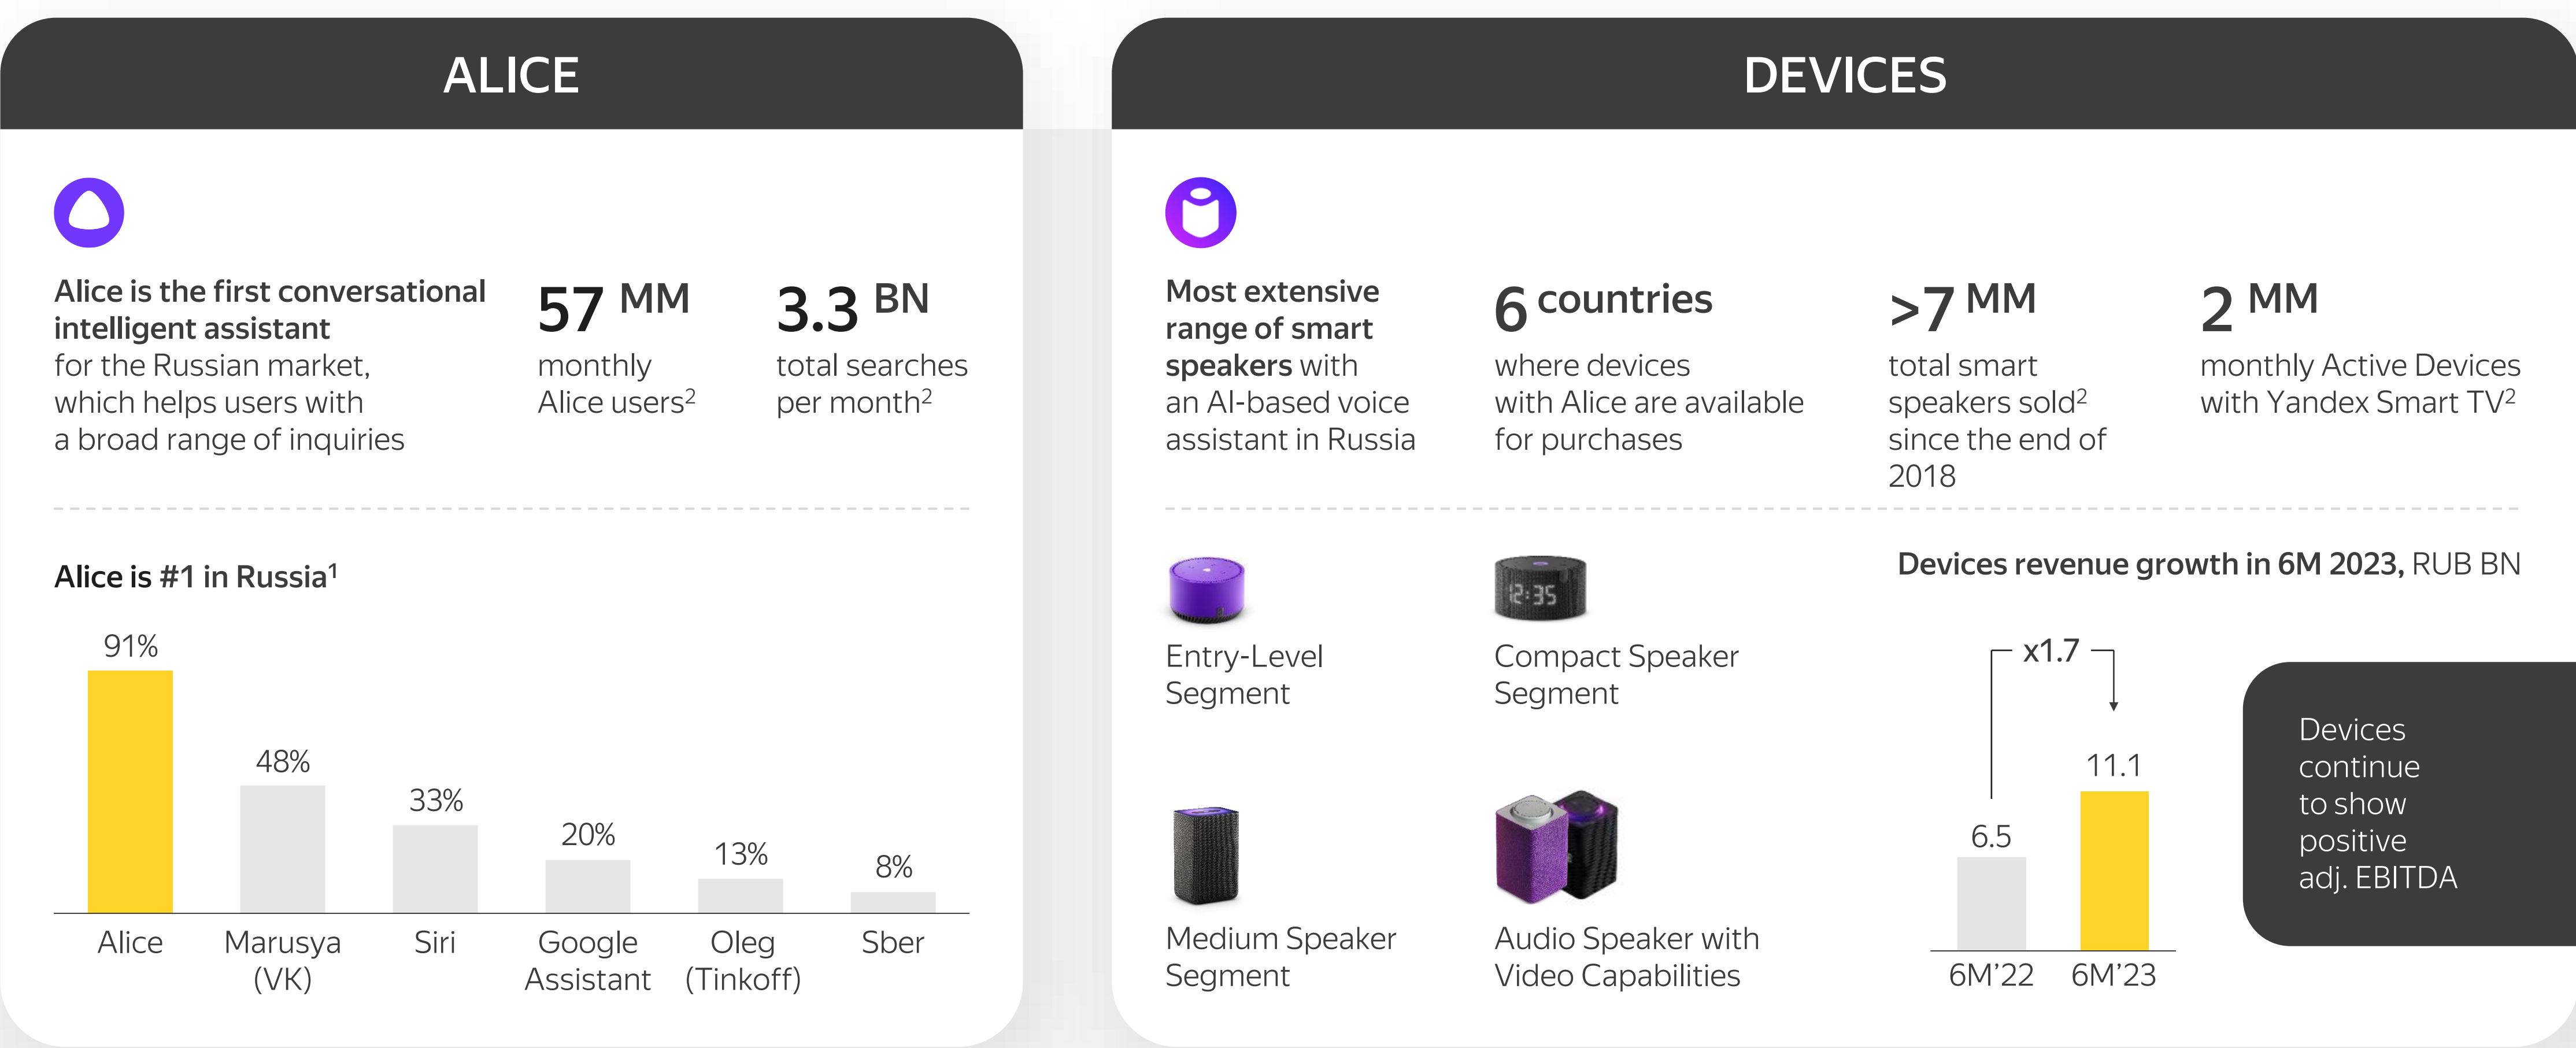 ALICE
Alice is the first conversational
intelligent assistant
for the Russian market,
which helps users with
a broad range of inquiries
57 MM
monthly
Alice users²
3.3 BN
total searches
per month²
Alice is #1 in Russia¹
91%
48%
33%
20%
13%
8%
Alice
Marusya
(VK)
Siri
Google
Assistant
Oleg
(Tinkoff)
Sber
DEVICES
Most extensive
range of smart
speakers with
an AI-based voice
assistant in Russia
6 countries
where devices
with Alice are available
for purchases
>7 MM
total smart
speakers sold²
since the end of
2018
2 MM
monthly Active Devices
with Yandex Smart TV²
Entry-Level
Segment
12:35
Compact Speaker
Segment
Medium Speaker
Segment
Audio Speaker with
Video Capabilities
Devices revenue growth in 6M 2023, RUB BN
x1.7
6.5
11.1
6M’22
6M’23
Devices
continue
to show
positive
adj. EBITDA